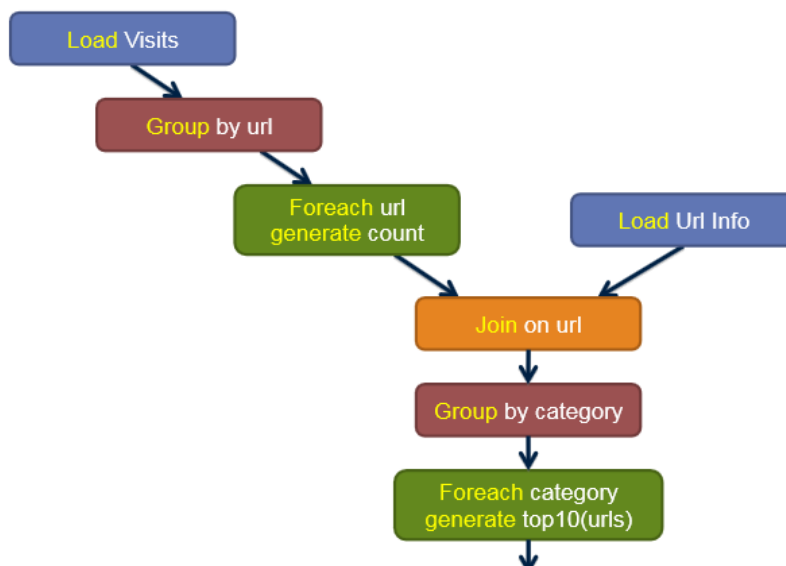 Load Visits
Group by url
Foreach url
generate count
Load Url Info
Join on url
Group by category
Foreach category
generate top10(urls)